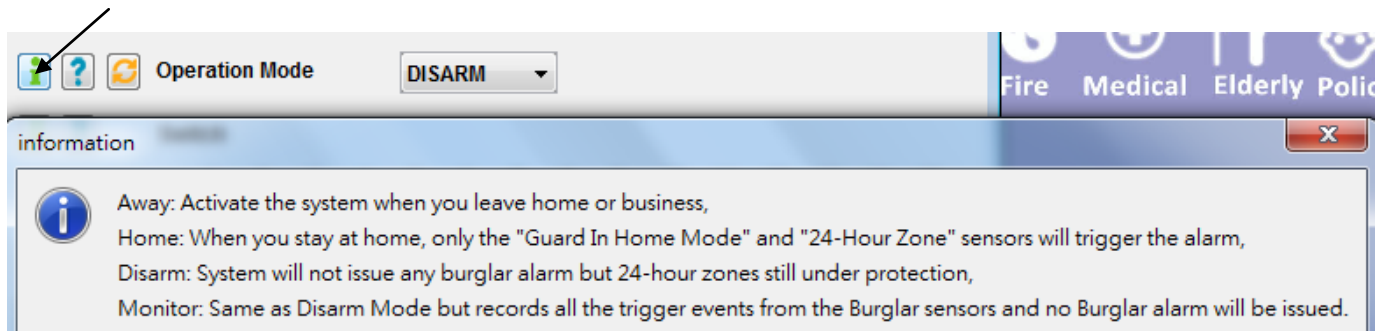 Operation Mode DISARM
Fire Medical Elderly
information
Away: Activate the system when you leave home or business,
Home: When you stay at home, only the "Guard In Home Mode" and "24-Hour Zone" sensors will trigger the alarm,
Disarm: System will not issue any burglar alarm but 24-hour zones still under protection,
Monitor: Same as Disarm Mode but records all the trigger events from the Burglar sensors and no Burglar alarm will be issued.